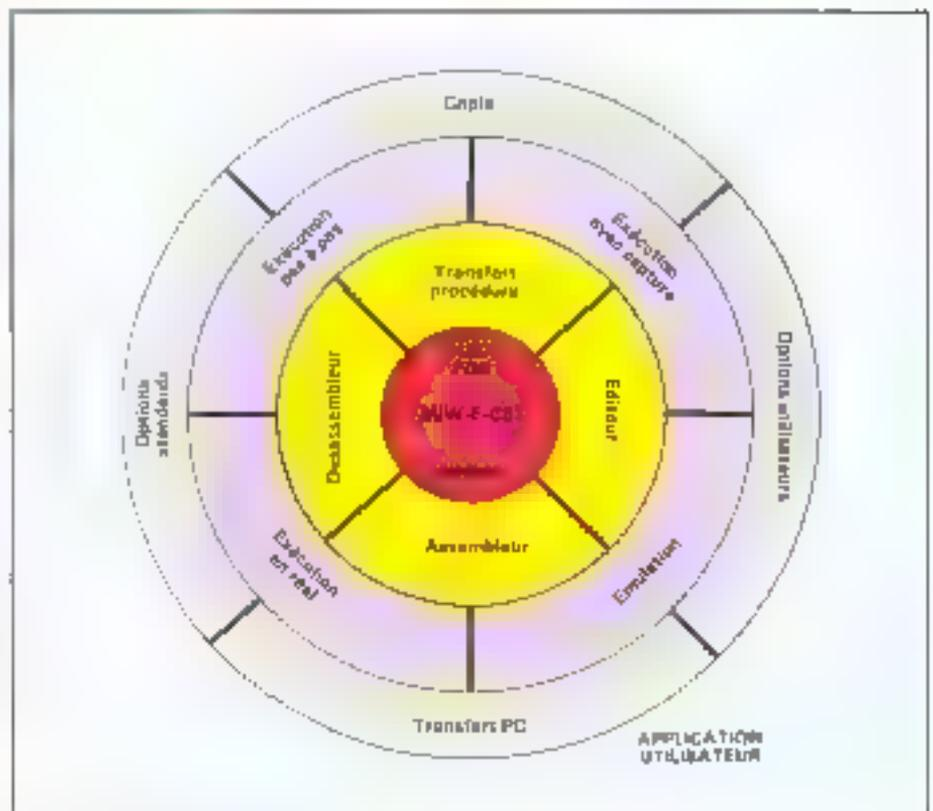 Copie
Exécution
pas à pas
Exécution
avec capture
Transfert
procédure
Options
standards
Désassembleur
Editeur
Options utilisateurs
Assembleur
Exécution
en réel
Emulation
Transfert PC
APPLICATION
UTILISATEUR